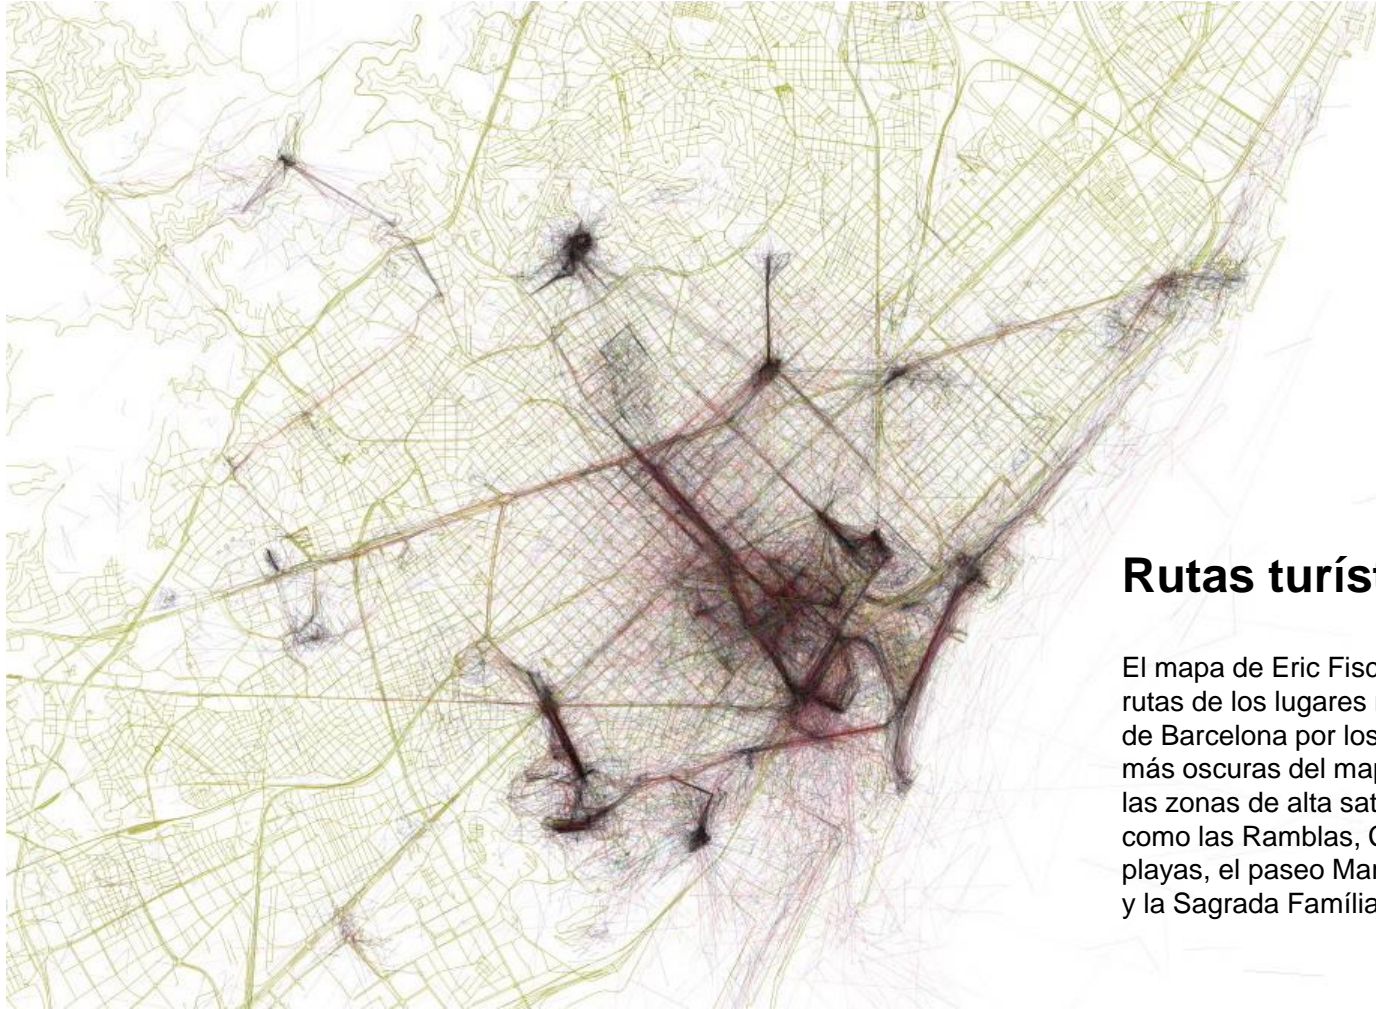 Rutas turíst
El mapa de Eric Fisc
rutas de los lugares
de Barcelona por los
más oscuras del map
las zonas de alta sat
como las Ramblas,
playas, el paseo Mar
y la Sagrada Família